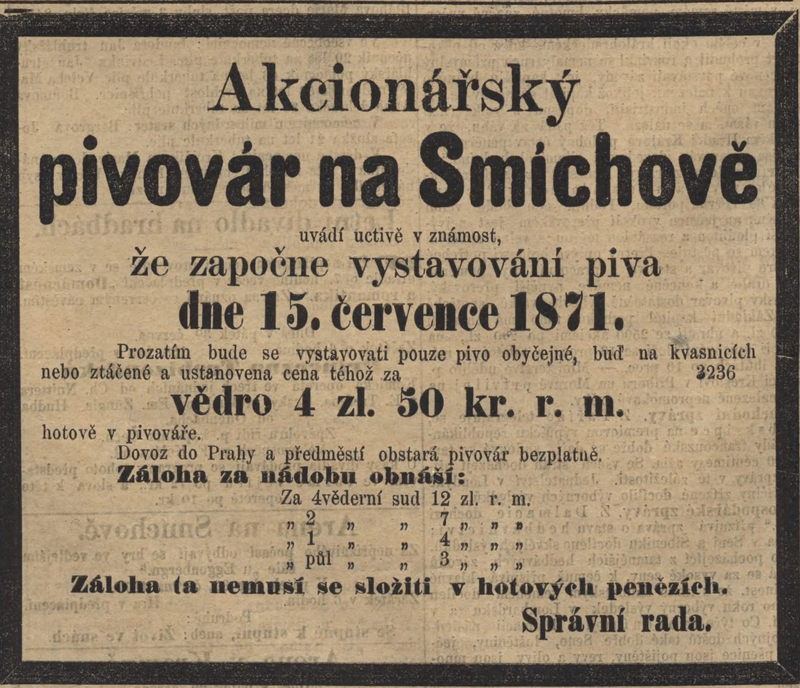 Akcionářský
pivovár na Smíchově
uvádí uctivě v známost,
že započne vystavování piva
dne 15. července 1871.
Prozatím bude se vystavovati pouze pivo obyčejné, buď na kvasnicích
nebo ztáčené a ustanovena cena téhož za 3236
vědro 4 zl. 50 kr. r. m.
hotově v pivováře.
Dovoz do Prahy a předměstí obstará pivovár bezplatně.
Záloha za nádobu obnáší:
Za 4věderní sud 12 zl. r. m.
„ 2 „ „ 7 „ „ „
„ 1 „ „ 4 „ „ „
„ půl „ „ 3 „ „ „
Záloha ta nemusí se složiti v hotových penězích.
Správní rada.